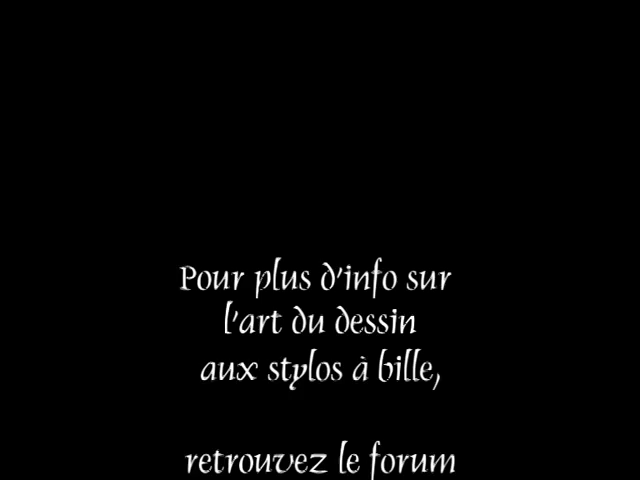 Pour plus d'info sur
l'art du dessin
aux stylos à bille,
retrouvez le forum